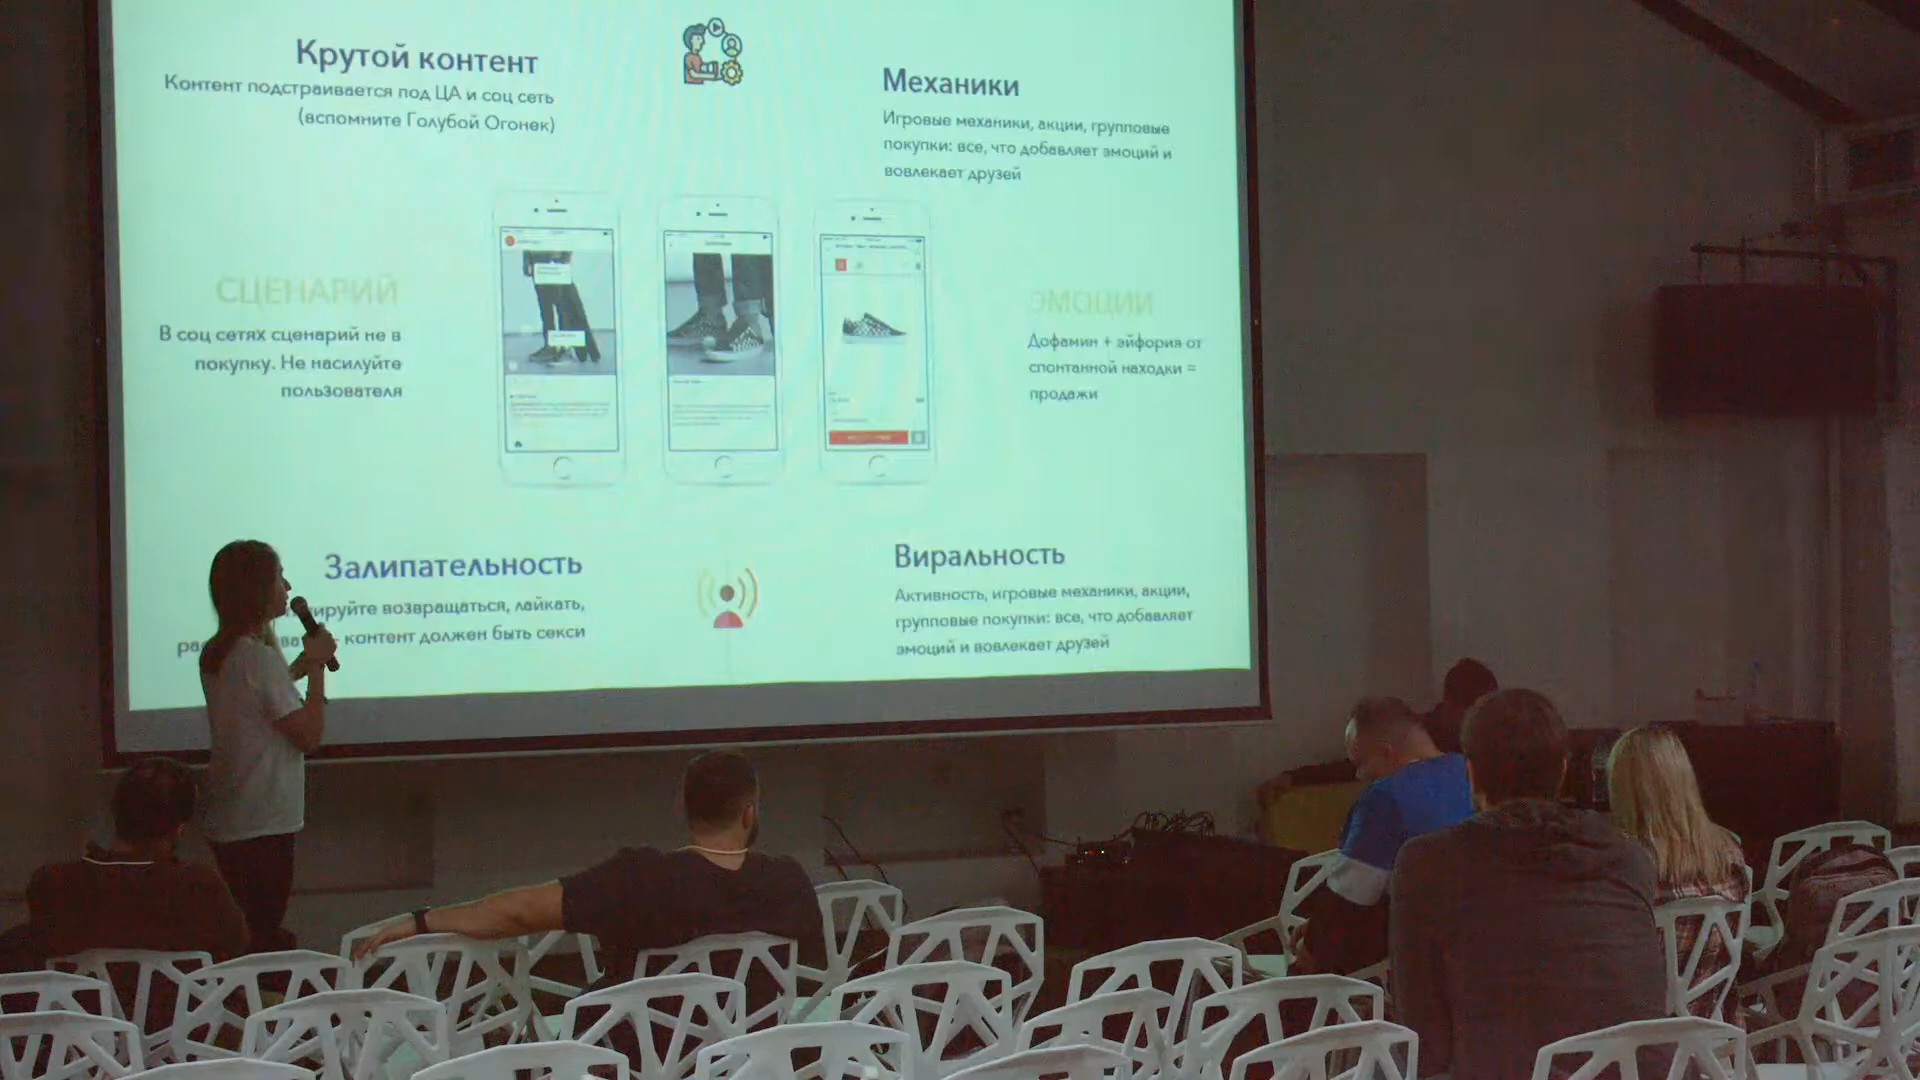 Крутой контент
Контент подстраивается под ЦА и соц сеть
(вспомните Голубой Огонек)
Механики
Игровые механики, акции, групповые
покупки: все, что добавляет эмоций и
вовлекает друзей
СЦЕНАРИЙ
В соц сетях сценарий не в
покупку. Не насилуйте
пользователя
ЭМОЦИИ
Дофамин + эйфория от
спонтанной находки =
продажи
Залипательность
возвращаться, лайкать,
контент должен быть секси
Виральность
Активность, игровые механики, акции,
групповые покупки: все, что добавляет
эмоций и вовлекает друзей